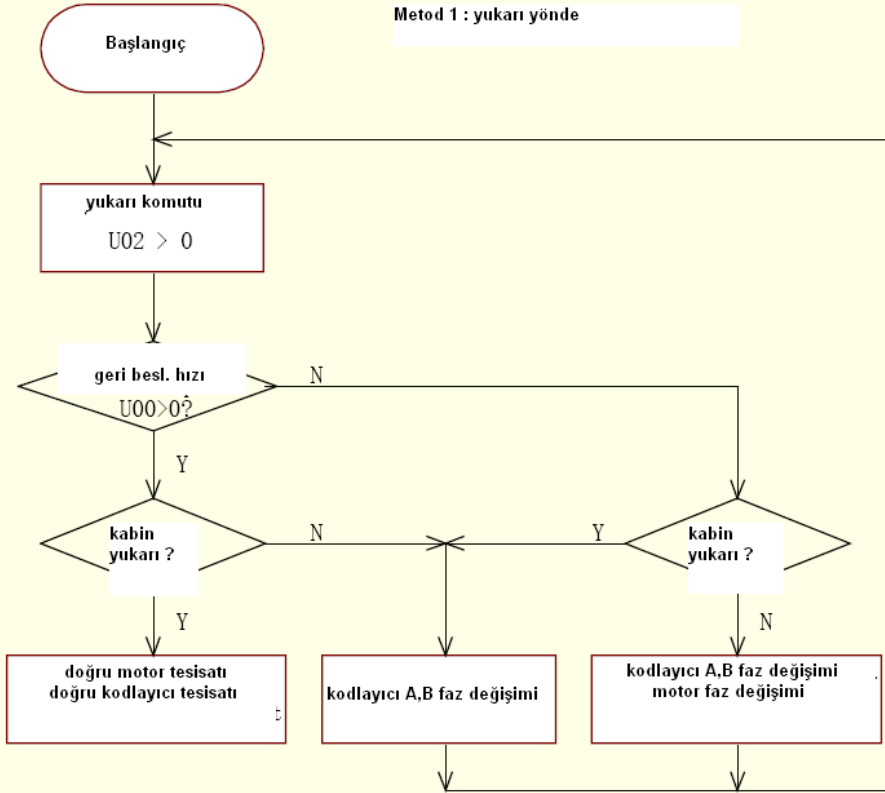 Metod 1 : yukarı yönde
Başlangıç
yukarı komutu
U02 > 0
geri besl. hızı
U00>0?
N
Y
kabin
yukarı ?
N
Y
kabin
yukarı ?
Y
N
doğru motor tesisatı
doğru kodlayıcı tesisatı
t
kodlayıcı A,B faz değişimi
kodlayıcı A,B faz değişimi
motor faz değişimi